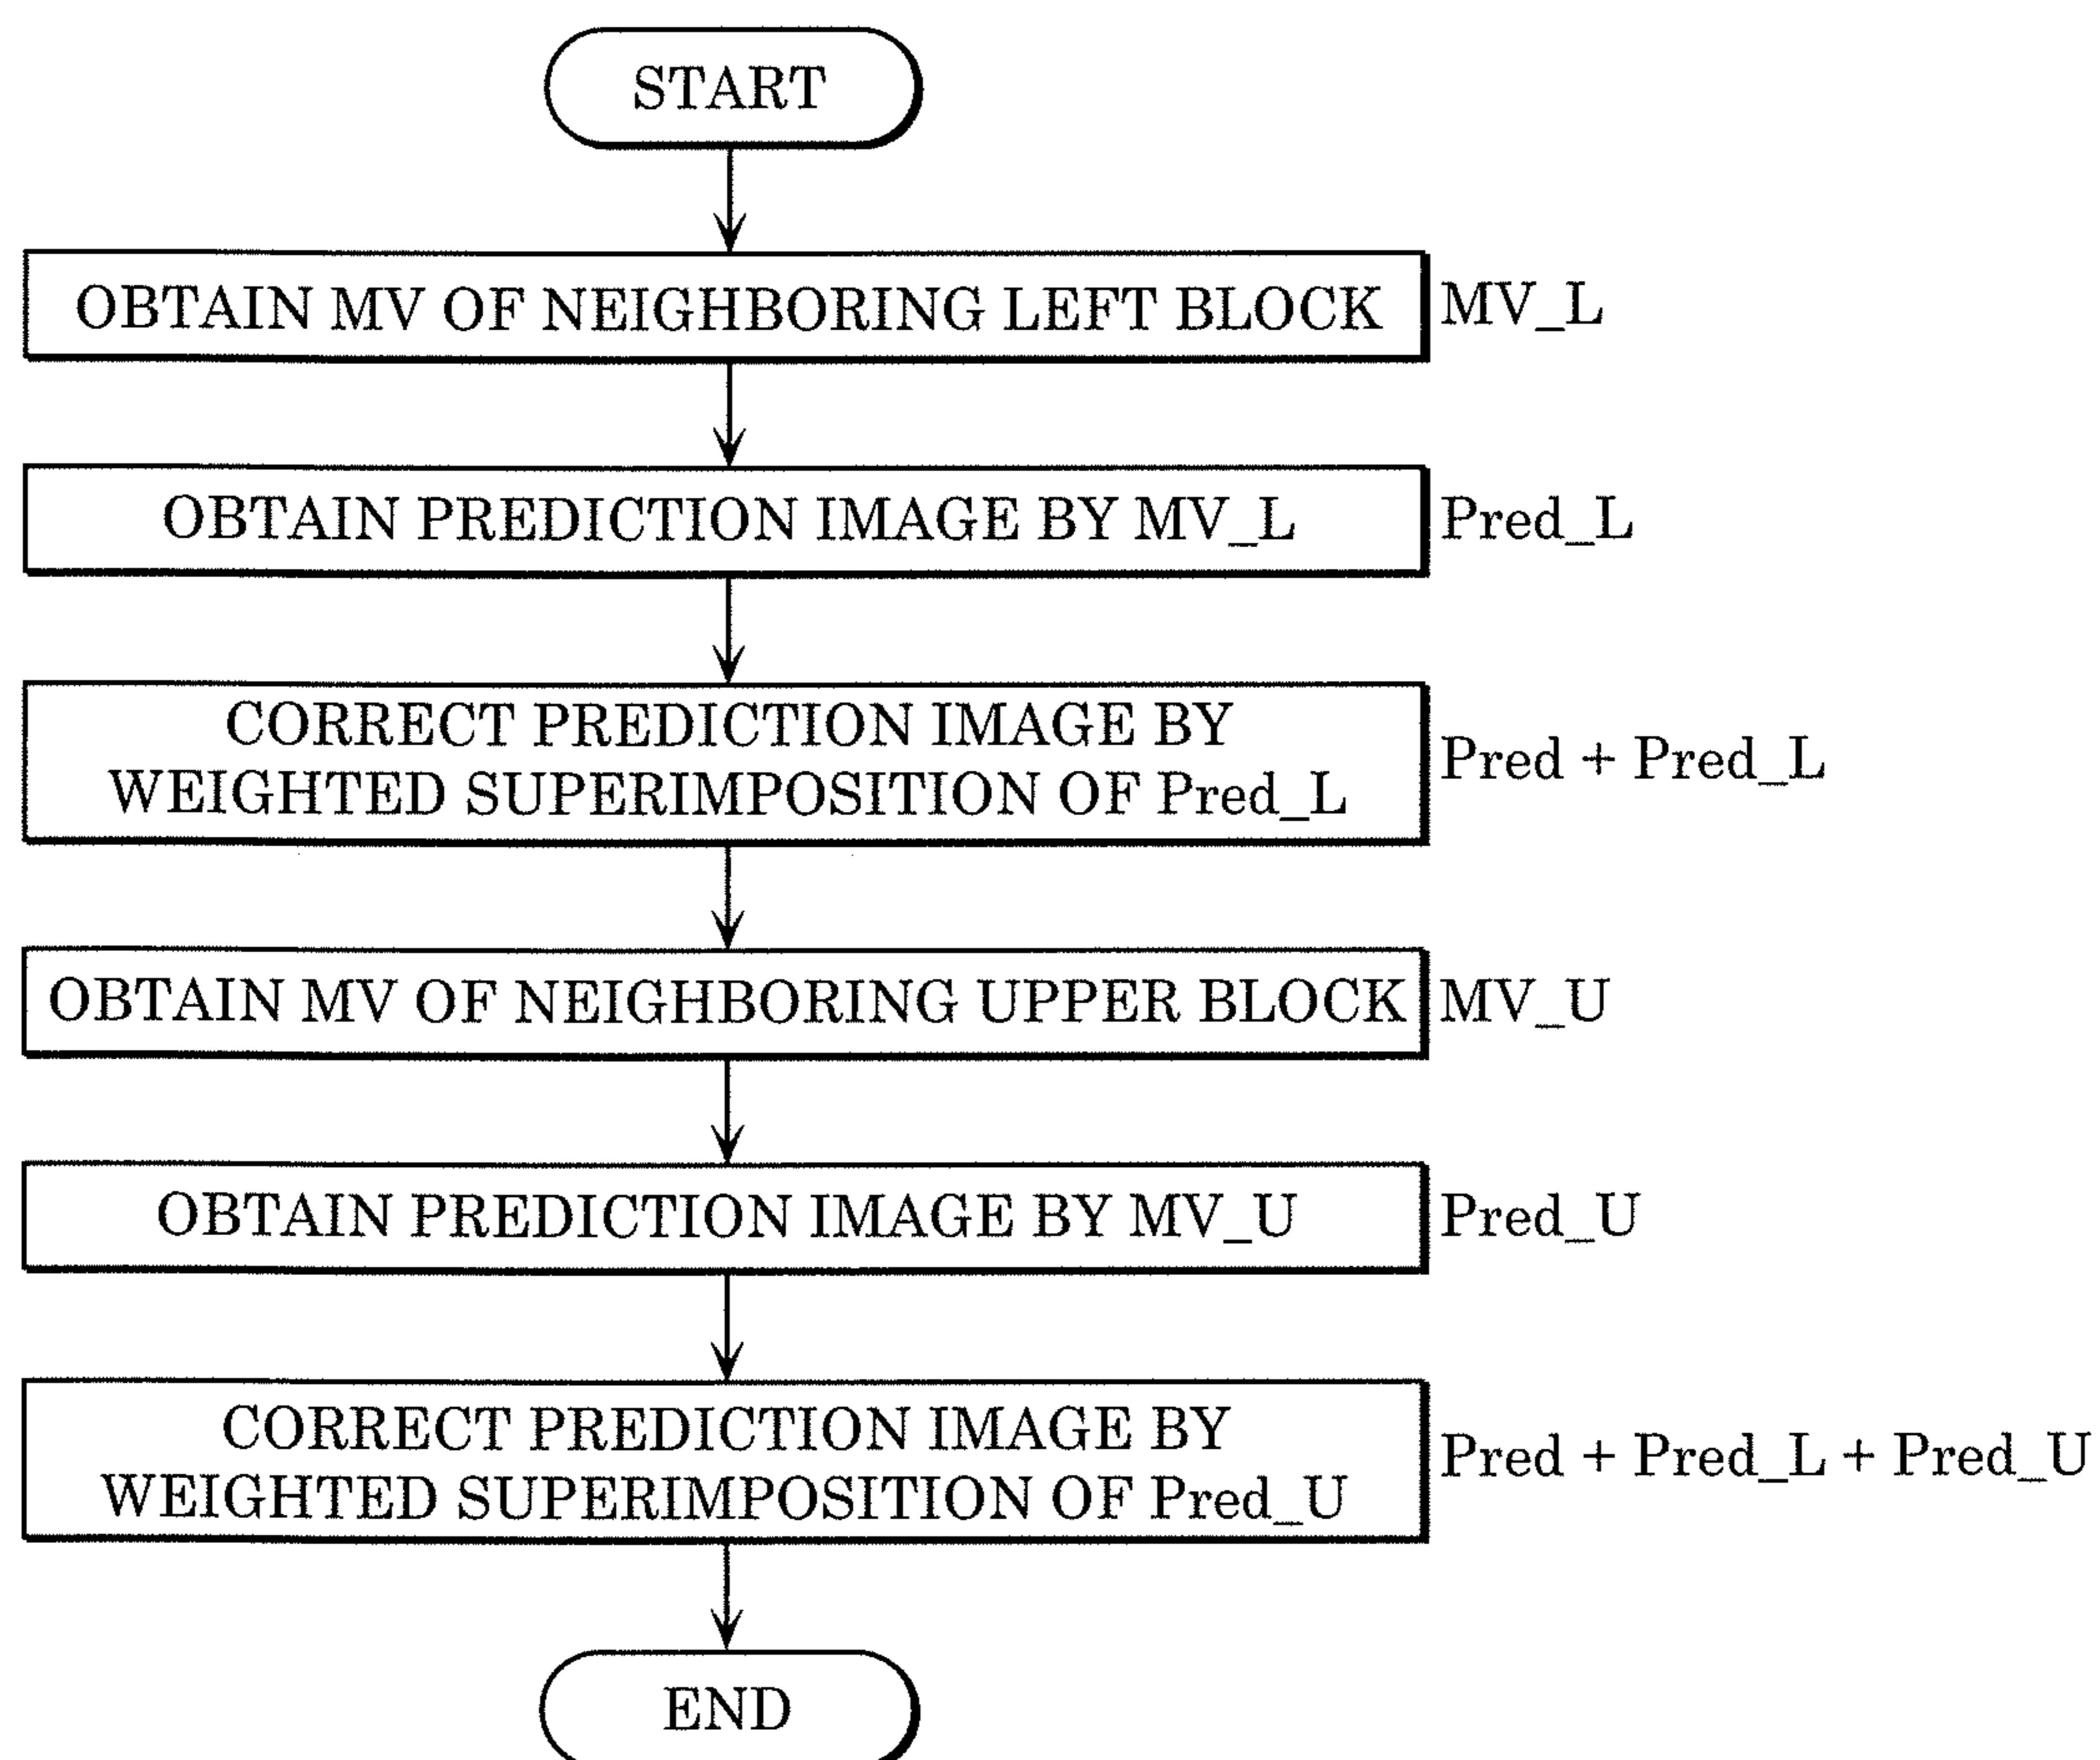 START
OBTAIN MV OF NEIGHBORING LEFT BLOCK
MV_L
OBTAIN PREDICTION IMAGE BY MV_L
Pred_L
CORRECT PREDICTION IMAGE BY
WEIGHTED SUPERIMPOSITION OF Pred_L
Pred + Pred_L
OBTAIN MV OF NEIGHBORING UPPER BLOCK
MV_U
OBTAIN PREDICTION IMAGE BY MV_U
Pred_U
CORRECT PREDICTION IMAGE BY
WEIGHTED SUPERIMPOSITION OF Pred_U
Pred + Pred_L + Pred_U
END